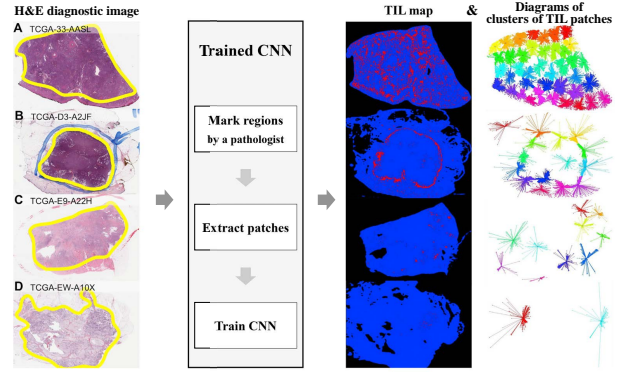 H&E diagnostic image
TIL map
&
Diagrams of
clusters of TIL patches
A
TCGA-33-AASL
B
TCGA-D3-A2JF
C
TCGA-E9-A22H
D
TCGA-EW-A10X
Trained CNN
Mark regions
by a pathologist
Extract patches
Train CNN